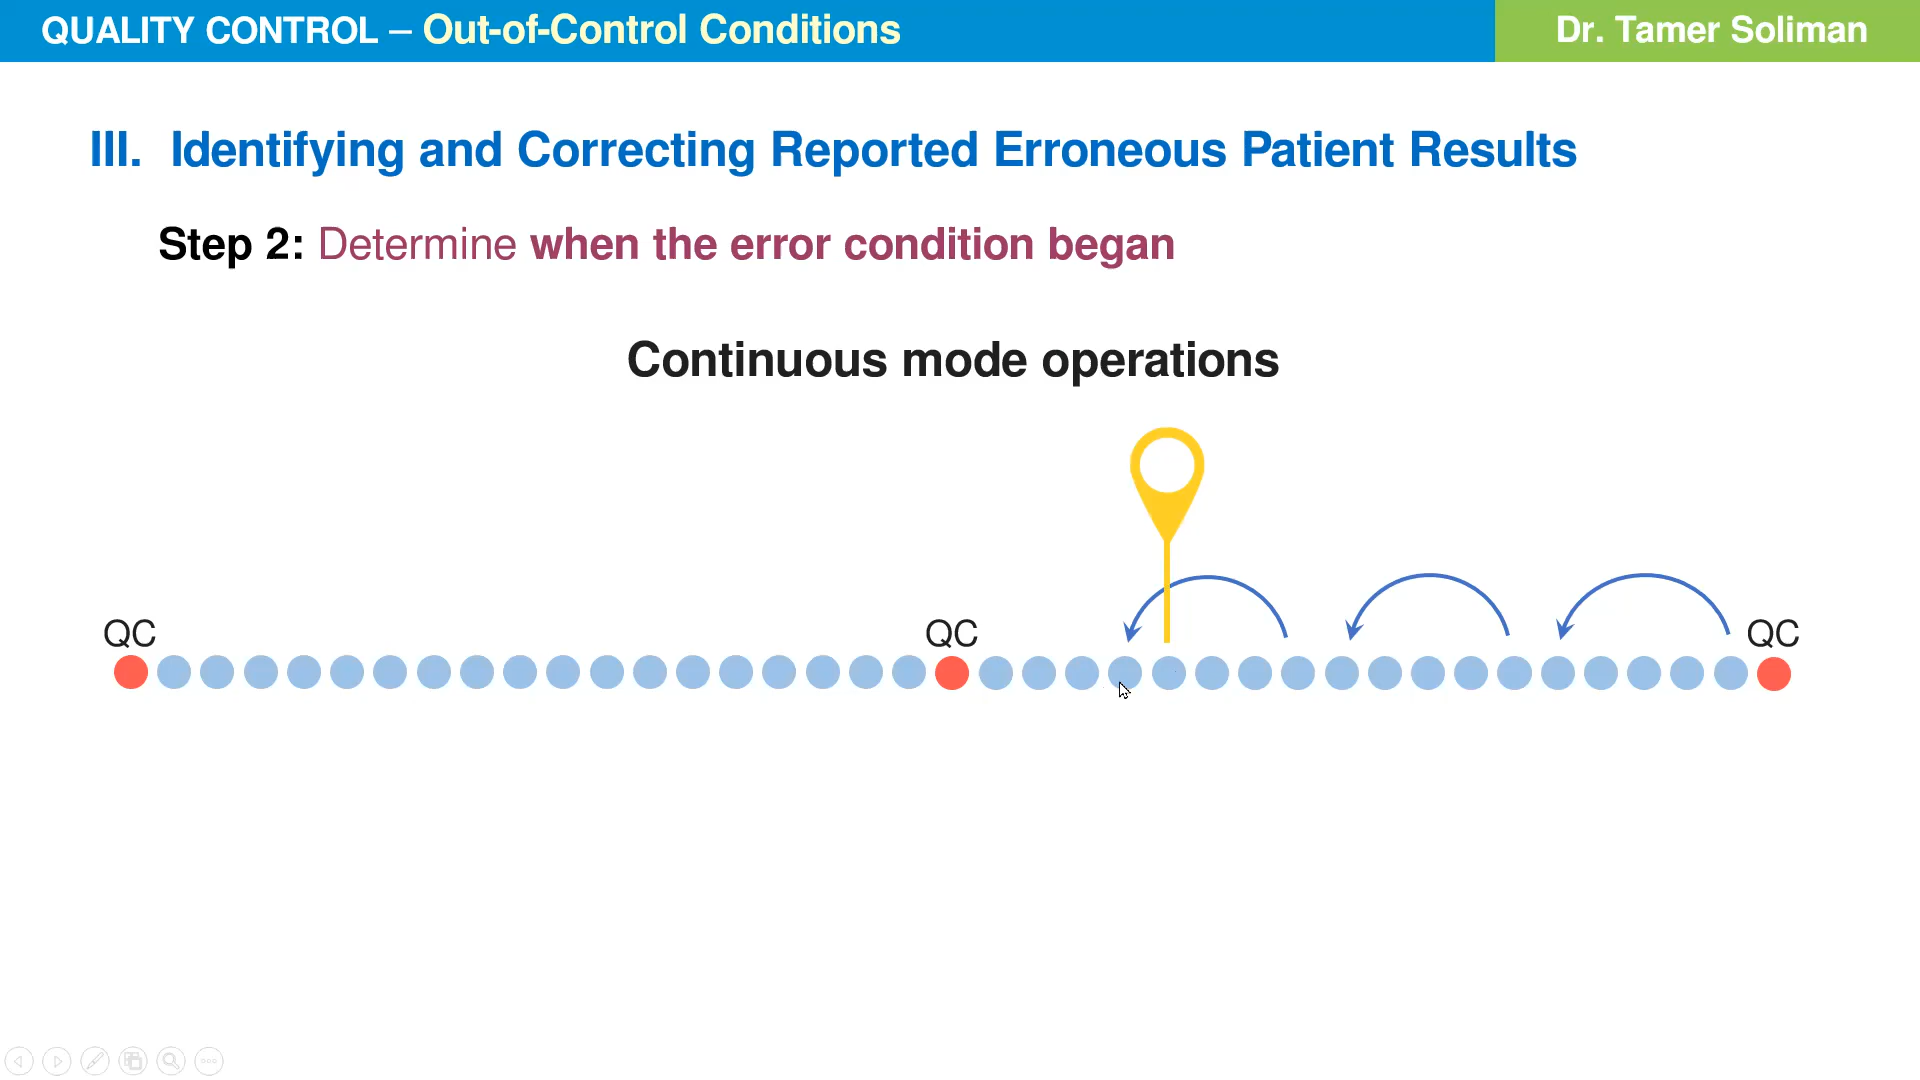 QUALITY CONTROL – Out-of-Control Conditions
Dr. Tamer Soliman
III. Identifying and Correcting Reported Erroneous Patient Results
Step 2: Determine when the error condition began
Continuous mode operations
QC QC QC